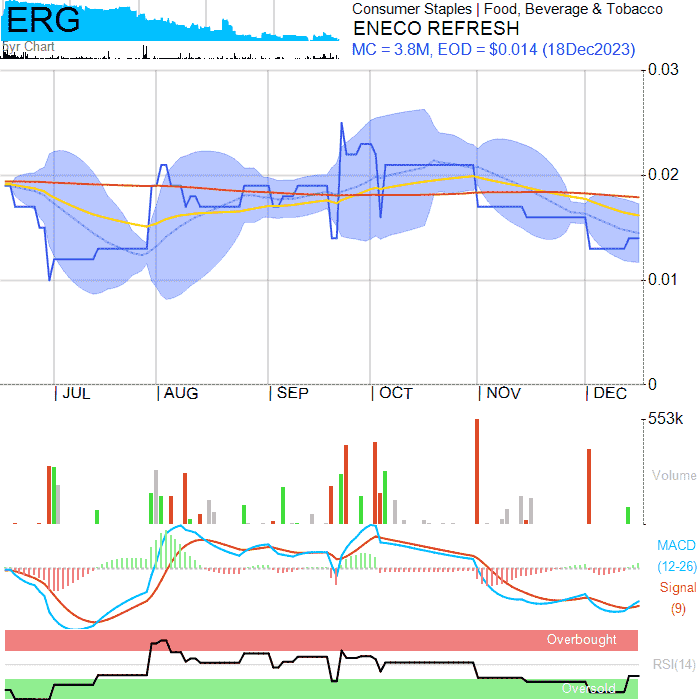 ERG
5yr Chart
Consumer Staples | Food, Beverage & Tobacco
ENECO REFRESH
MC = 3.8M, EOD = $0.014 (18Dec2023)
0.03
0.02
0.01
0
JUL AUG SEP OCT NOV DEC
553k
Volume
MACD
(12-26)
Signal
(9)
Overbought
RSI(14)
Oversold